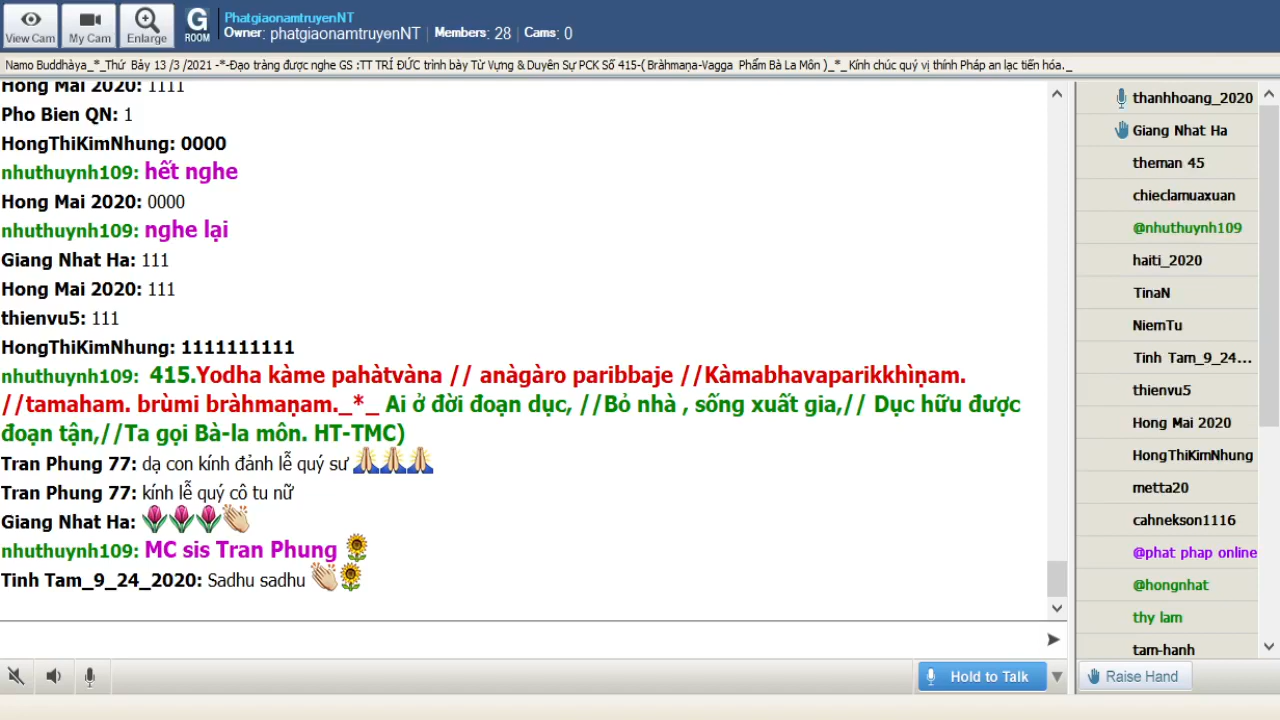 View Cam
My Cam
Enlarge
G
ROOM
PhatgiaonamtruyenNT
Owner: phatgiaonamtruyenNT | Members: 28 | Cams: 0
Namo Buddhàya_*_Thứ Bảy 13 /3 /2021 -*-Đạo tràng được nghe GS :TT TRÍ ĐỨC trình bày Từ Vựng & Duyên Sự PCK Số 415-( Bràhmaṇa-Vagga Phẩm Bà La Môn )_*_Kính chúc quý vị thính Pháp an lạc tiến hóa._
Hong Mai 2020: 1111
Pho Bien QN: 1
HongThiKimNhung: 0000
nhuthuynh109: hết nghe
Hong Mai 2020: 0000
nhuthuynh109: nghe lại
Giang Nhat Ha: 111
Hong Mai 2020: 111
thienvu5: 111
HongThiKimNhung: 1111111111
nhuthuynh109: 415.Yodha kàme pahàtvàna // anàgàro paribbaje //Kàmabhavaparikkhìṇam.
//tamaham. brùmi bràhmaṇam._*_ Ai ở đời đoạn dục, //Bỏ nhà , sống xuất gia,// Dục hữu được
đoạn tận,//Ta gọi Bà-la môn. HT-TMC)
Tran Phung 77: dạ con kính đảnh lễ quý sư 🙏🙏🙏
Tran Phung 77: kính lễ quý cô tu nữ
Giang Nhat Ha: 🌷🌷🌷👏
nhuthuynh109: MC sis Tran Phung 🌻
Tinh Tam_9_24_2020: Sadhu sadhu 👏🌻
Hold to Talk
thanhhoang_2020
Giang Nhat Ha
theman 45
chieclamuaxuan
@nhuthuynh109
haiti_2020
TinaN
NiemTu
Tinh Tam_9_24...
thienvu5
Hong Mai 2020
HongThiKimNhung
metta20
cahnekson1116
@phat phap online
@hongnhat
thy lam
tam-hanh
Raise Hand